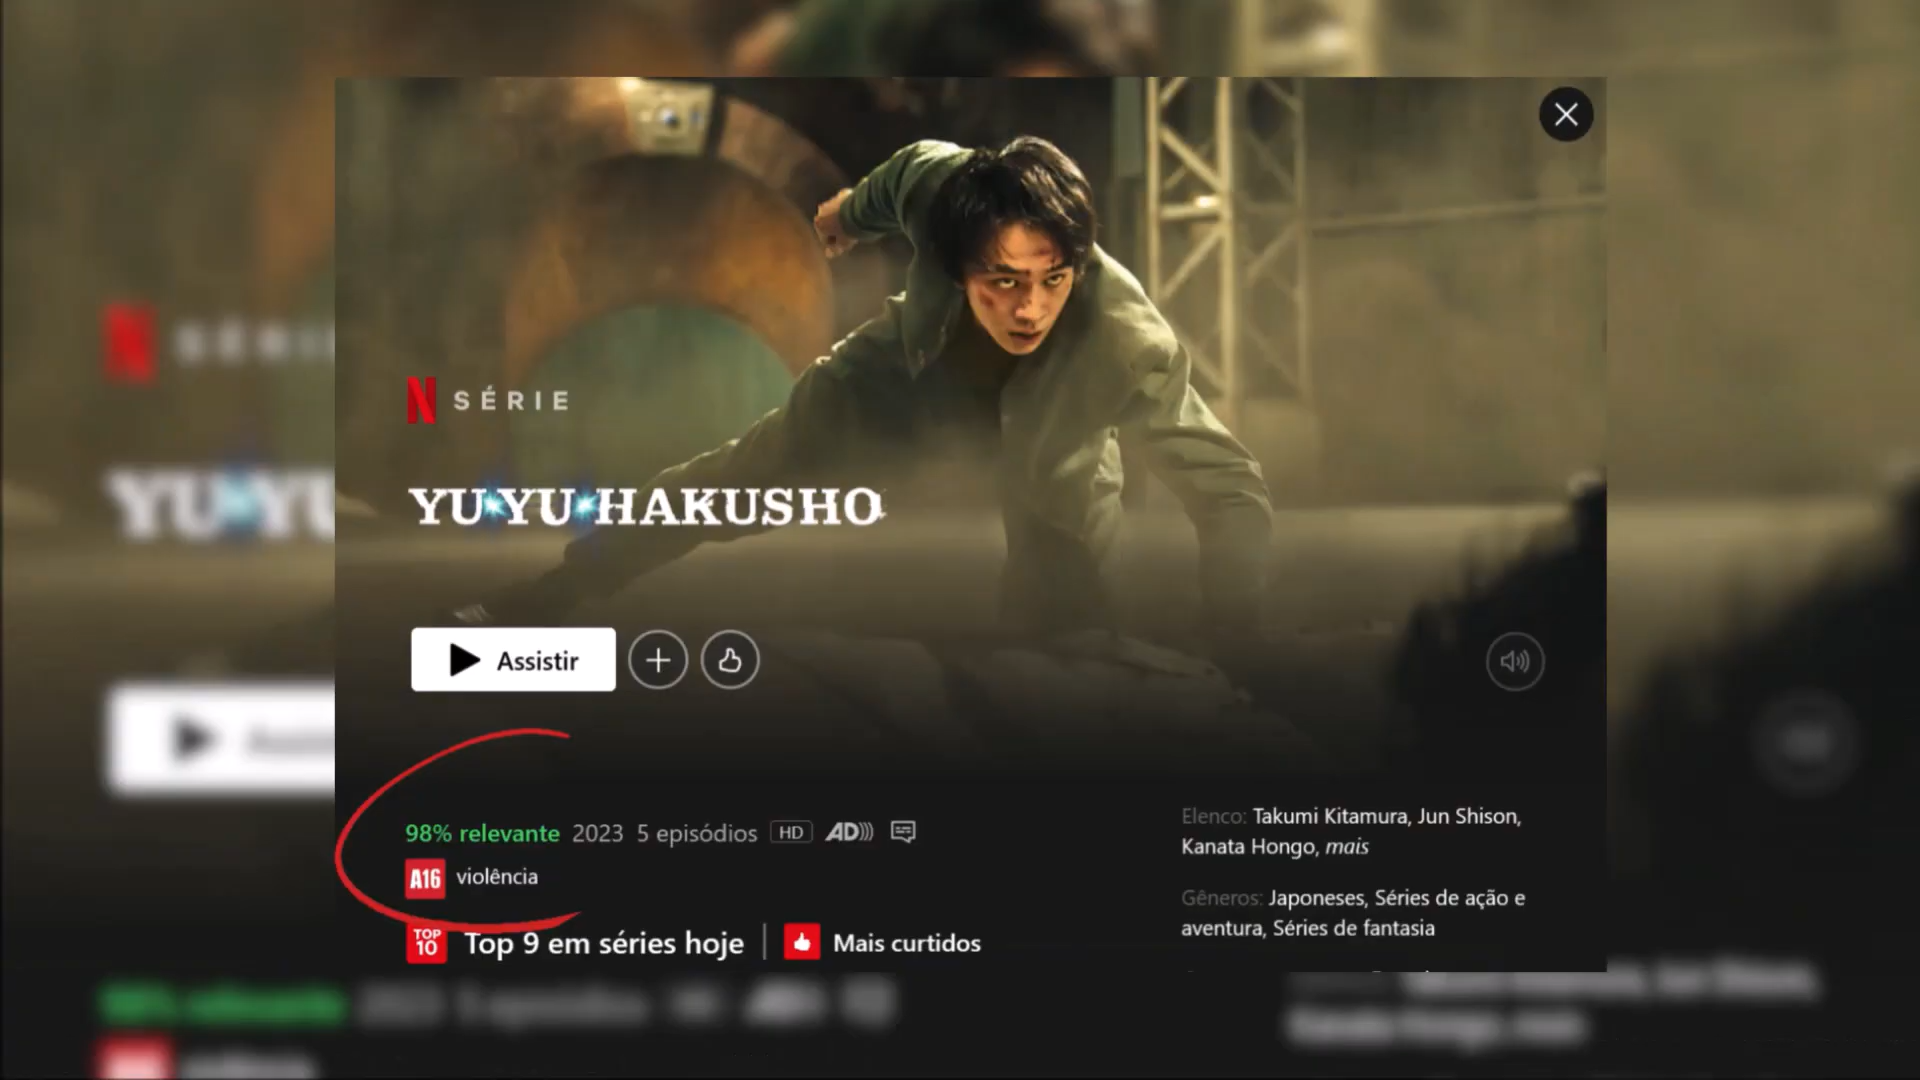 N SÉRIE
YU YU HAKUSHO
Assistir
98% relevante 2023 5 episódios HD AD
A16 violência
TOP 10 Top 9 em séries hoje | Mais curtidos
Elenco: Takumi Kitamura, Jun Shison,
Kanata Hongo, mais
Gêneros: Japoneses, Séries de ação e
aventura, Séries de fantasia